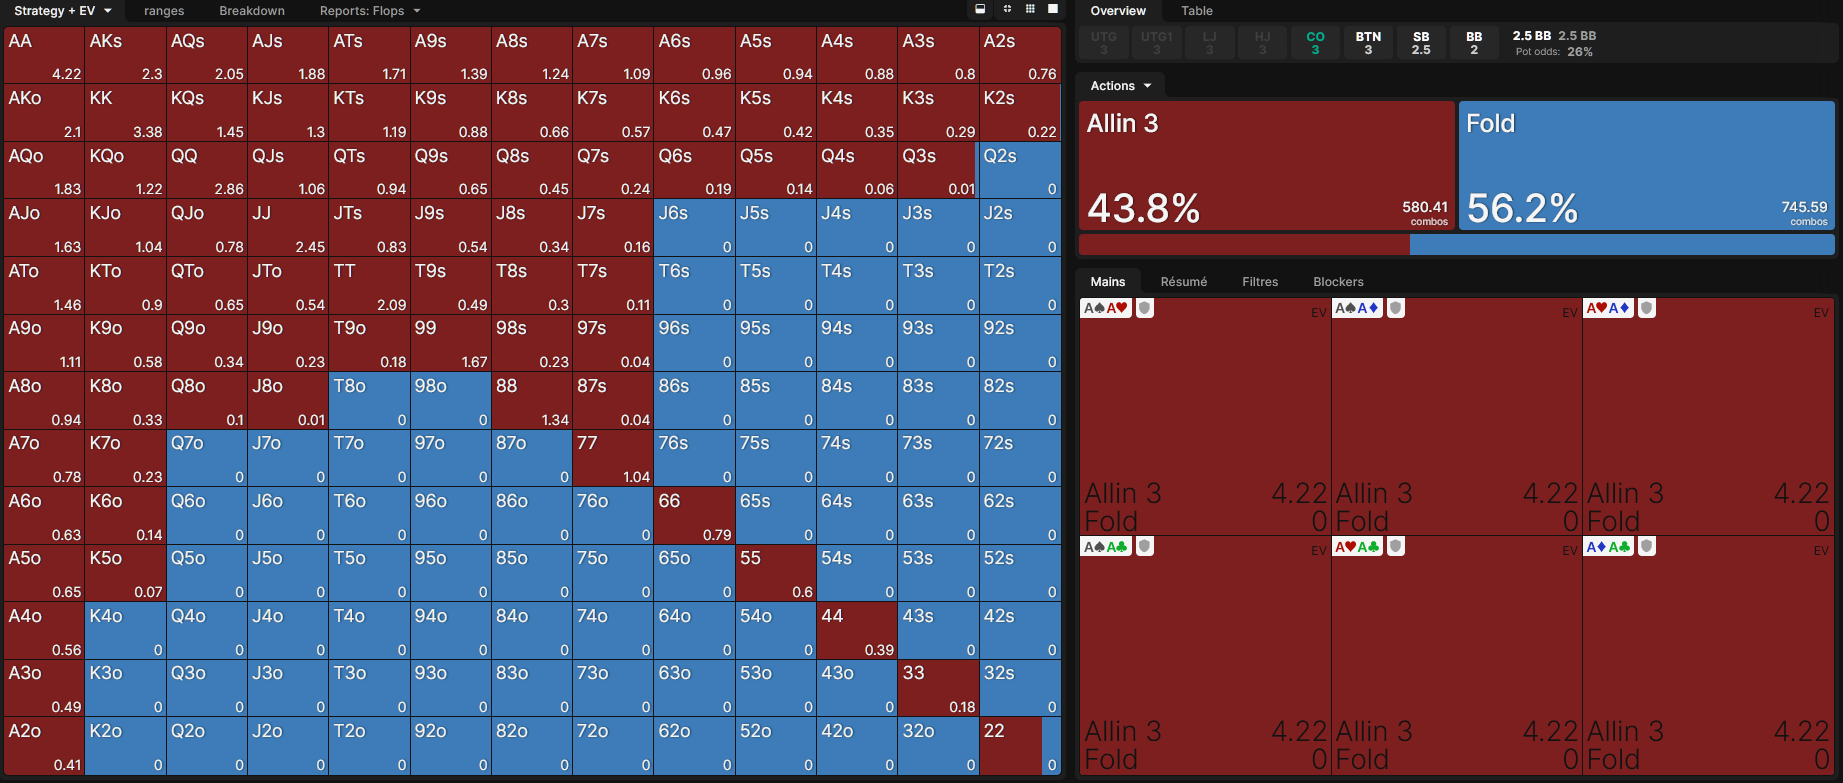 Strategy + EV ranges Breakdown Reports: Flops
AA AKs AQs AJs ATs A9s A8s A7s A6s A5s A4s A3s A2s
4.22 2.3 2.05 1.88 1.71 1.39 1.24 1.09 0.96 0.94 0.88 0.8 0.76
AKo KK KQs KJs KTs K9s K8s K7s K6s K5s K4s K3s K2s
2.1 3.38 1.45 1.3 1.19 0.88 0.66 0.57 0.47 0.42 0.35 0.29 0.22
AQo KQo QQ QJs QTs Q9s Q8s Q7s Q6s Q5s Q4s Q3s Q2s
1.83 1.22 2.86 1.06 0.94 0.65 0.45 0.24 0.19 0.14 0.06 0.01 0
AJo KJo QJo JJ JTs J9s J8s J7s J6s J5s J4s J3s J2s
1.63 1.04 0.78 2.45 0.83 0.54 0.34 0.16 0 0 0 0 0
ATo KTo QTo JTo TT T9s T8s T7s T6s T5s T4s T3s T2s
1.46 0.9 0.65 0.54 2.09 0.49 0.3 0.11 0 0 0 0 0
A9o K9o Q9o J9o T9o 99 98s 97s 96s 95s 94s 93s 92s
1.11 0.58 0.34 0.23 0.18 1.67 0.23 0.04 0 0 0 0 0
A8o K8o Q8o J8o T8o 98o 88 87s 86s 85s 84s 83s 82s
0.94 0.33 0.1 0.01 0 0 1.34 0.04 0 0 0 0 0
A7o K7o Q7o J7o T7o 97o 87o 77 76s 75s 74s 73s 72s
0.78 0.23 0 0 0 0 0 1.04 0 0 0 0 0
A6o K6o Q6o J6o T6o 96o 86o 76o 66 65s 64s 63s 62s
0.63 0.14 0 0 0 0 0 0 0.79 0 0 0 0
A5o K5o Q5o J5o T5o 95o 85o 75o 65o 55 54s 53s 52s
0.65 0.07 0 0 0 0 0 0 0 0.6 0 0 0
A4o K4o Q4o J4o T4o 94o 84o 74o 64o 54o 44 43s 42s
0.56 0 0 0 0 0 0 0 0 0 0.39 0 0
A3o K3o Q3o J3o T3o 93o 83o 73o 63o 53o 43o 33 32s
0.49 0 0 0 0 0 0 0 0 0 0 0.18 0
A2o K2o Q2o J2o T2o 92o 82o 72o 62o 52o 42o 32o 22
0.41 0 0 0 0 0 0 0 0 0 0 0 0
Overview Table
UTG UTG1 LJ HJ CO BTN SB BB 2.5 BB 2.5 BB
3 3 3 3 3 3 2.5 2 Pot odds: 26%
Actions
Allin 3 Fold
43.8% 580.41 combos 56.2% 745.59 combos
Mains Résumé Filtres Blockers
A♠A♥ EV A♠A♦ EV A♥A♦ EV
Allin 3 4.22 Allin 3 4.22 Allin 3 4.22
Fold 0 Fold 0 Fold 0
A♠A♣ EV A♥A♣ EV A♦A♣ EV
Allin 3 4.22 Allin 3 4.22 Allin 3 4.22
Fold 0 Fold 0 Fold 0